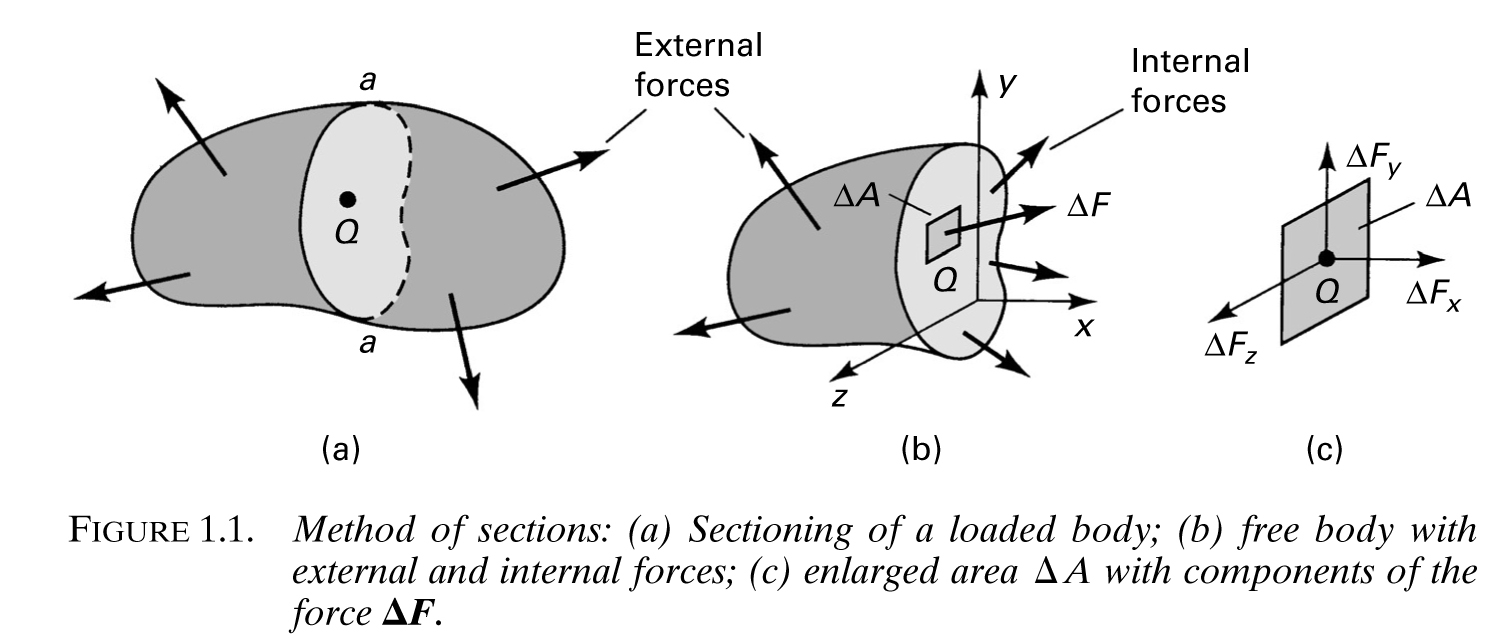 a
Q
a
(a)
External
forces
y
Internal
forces
ΔA
ΔF
Q
x
z
(b)
ΔFy
ΔA
Q
ΔFx
ΔFz
(c)
FIGURE 1.1. Method of sections: (a) Sectioning of a loaded body; (b) free body with
external and internal forces; (c) enlarged area ΔA with components of the
force ΔF.